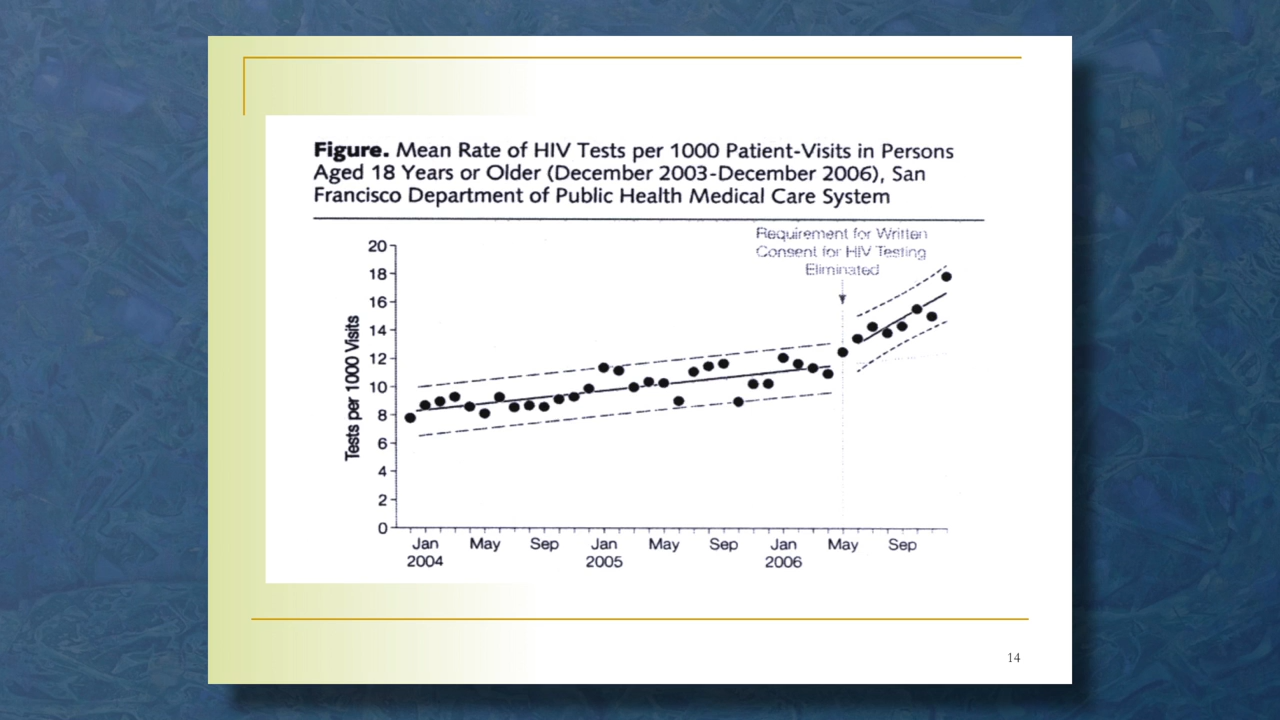 Figure. Mean Rate of HIV Tests per 1000 Patient-Visits in Persons
Aged 18 Years or Older (December 2003-December 2006), San
Francisco Department of Public Health Medical Care System
Requirement for Written
Consent for HIV Testing
Eliminated
Tests per 1000 Visits
20
18
16
14
12
10
8
6
4
2
0
Jan May Sep Jan May Sep Jan May Sep
2004 2005 2006
14